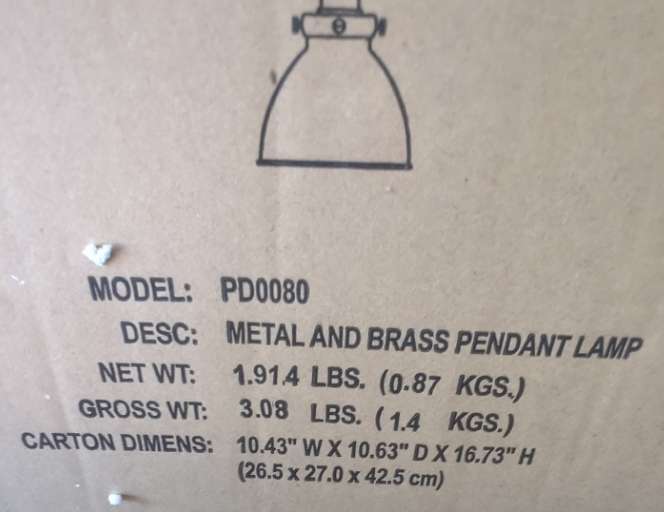 MODEL: PD0080
DESC: METAL AND BRASS PENDANT LAMP
NET WT: 1.91.4 LBS. (0.87 KGS.)
GROSS WT: 3.08 LBS. (1.4 KGS.)
CARTON DIMENS: 10.43" W X 10.63" D X 16.73" H
(26.5 x 27.0 x 42.5 cm)